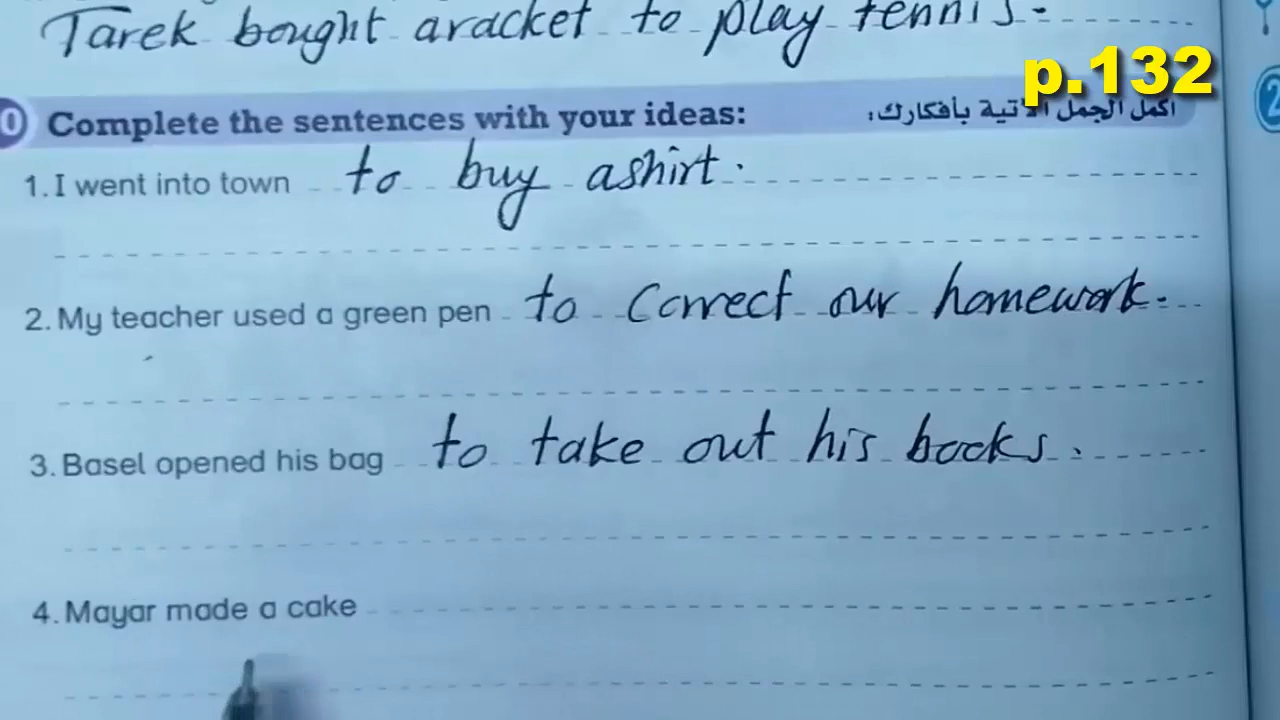 Tarek bought aracket to play tennis.
p.132
0 Complete the sentences with your ideas: أكمل الجمل الآتية بأفكارك:
1. I went into town to buy ashirt.
2. My teacher used a green pen to correct our homework.
3. Basel opened his bag to take out his books.
4. Mayar made a cake
2